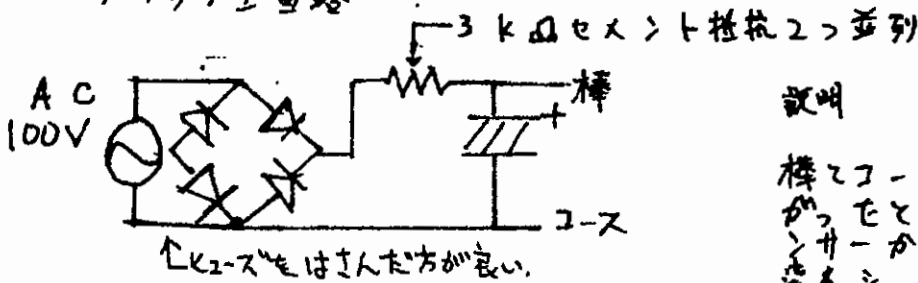 3kΩセメント抵抗2つ並列
AC
100V
棒
+
コース
↑ヒューズをはさんだ方が良い.
説明
棒とコー
がったと
ンサーか